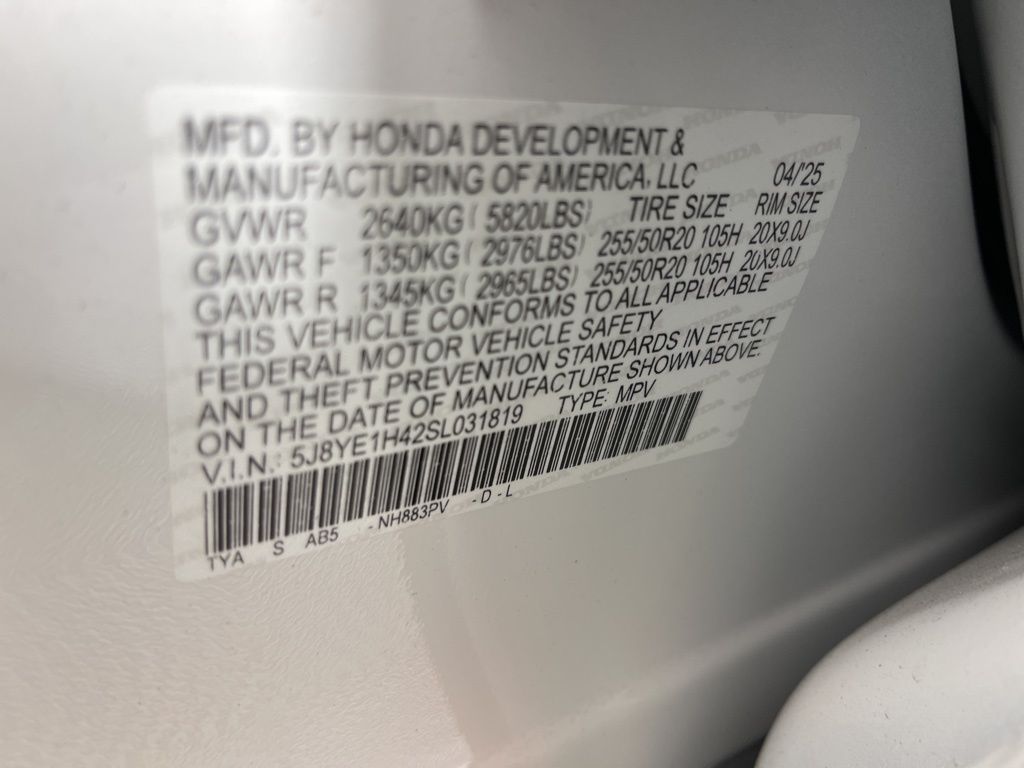 MFD. BY HONDA DEVELOPMENT &
MANUFACTURING OF AMERICA, LLC 04/'25
GVWR 2640KG ( 5820LBS) TIRE SIZE RIM SIZE
GAWR F 1350KG ( 2976LBS) 255/50R20 105H 20X9.0J
GAWR R 1345KG ( 2965LBS) 255/50R20 105H 20X9.0J
THIS VEHICLE CONFORMS TO ALL APPLICABLE
FEDERAL MOTOR VEHICLE SAFETY
AND THEFT PREVENTION STANDARDS IN EFFECT
ON THE DATE OF MANUFACTURE SHOWN ABOVE.
V.I.N.: 5J8YE1H42SL031819 TYPE: MPV
TYA S AB5 -NH883PV -D-L